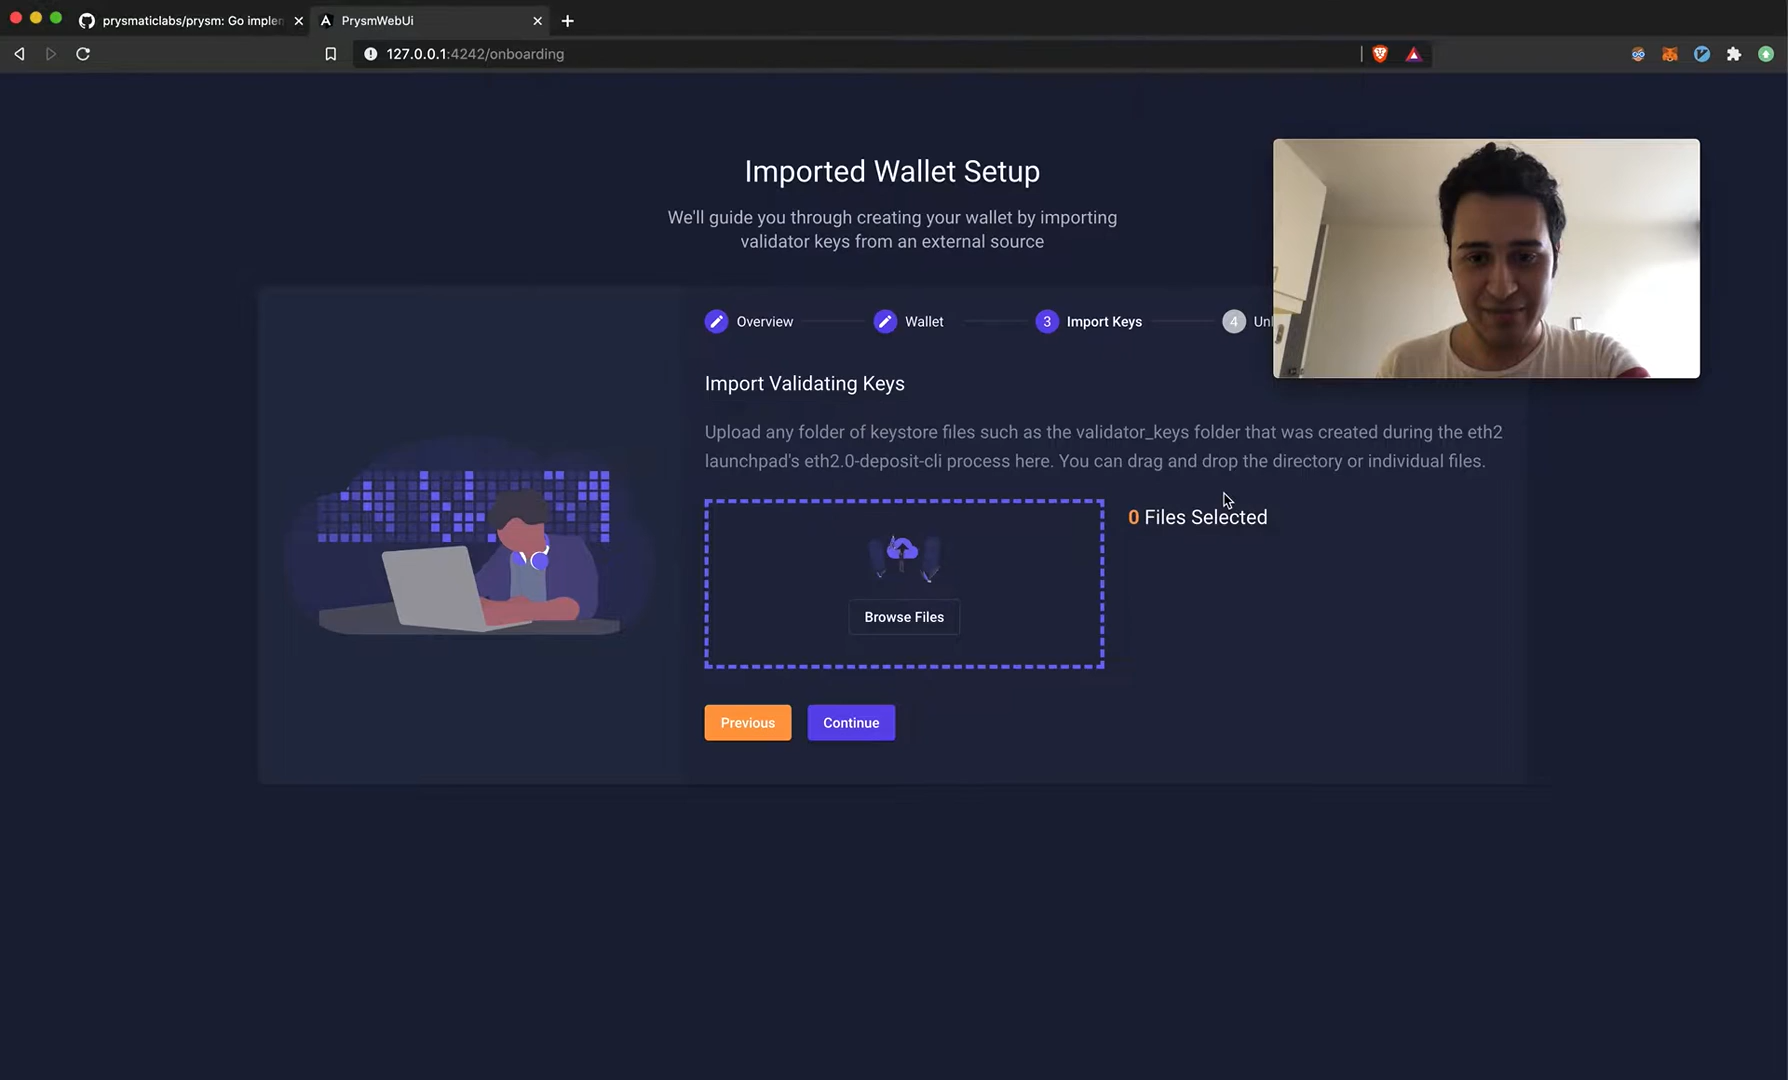 prysmaticlabs/prysm: Go implen
PrysmWebUi
127.0.0.1:4242/onboarding
Imported Wallet Setup
We'll guide you through creating your wallet by importing
validator keys from an external source
Overview
Wallet
3 Import Keys
4
Import Validating Keys
Upload any folder of keystore files such as the validator_keys folder that was created during the eth2
launchpad's eth2.0-deposit-cli process here. You can drag and drop the directory or individual files.
0 Files Selected
Browse Files
Previous
Continue